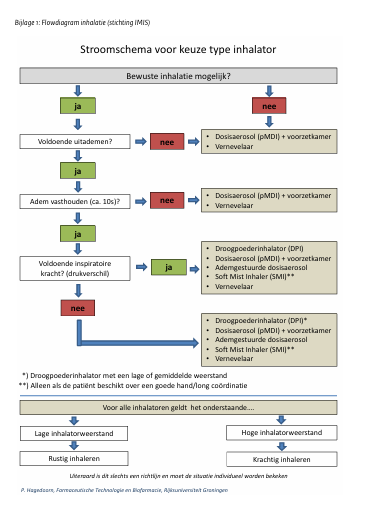 Bijlage 1: Flowdiagram inhalatie (stichting IMIS)
Stroomschema voor keuze type inhalator
Bewuste inhalatie mogelijk?
ja
nee
Voldoende uitademen?
nee
• Dosisaerosol (pMDI) + voorzetkamer
• Vernevelaar
ja
Adem vasthouden (ca. 10s)?
nee
• Dosisaerosol (pMDI) + voorzetkamer
• Vernevelaar
ja
Voldoende inspiratoire
kracht? (drukverschil)
ja
• Droogpoederinhalator (DPI)
• Dosisaerosol (pMDI) + voorzetkamer
• Ademgestuurde dosisaerosol
• Soft Mist Inhaler (SMI)**
• Vernevelaar
nee
• Droogpoederinhalator (DPI)*
• Dosisaerosol (pMDI) + voorzetkamer
• Ademgestuurde dosisaerosol
• Soft Mist Inhaler (SMI)**
• Vernevelaar
*) Droogpoederinhalator met een lage of gemiddelde weerstand
**) Alleen als de patiënt beschikt over een goede hand/long coördinatie
Voor alle inhalatoren geldt het onderstaande....
Lage inhalatorweerstand
Hoge inhalatorweerstand
Rustig inhaleren
Krachtig inhaleren
Uiteraard is dit slechts een richtlijn en moet de situatie individueel worden bekeken
P. Hagedoorn, Farmaceutische Technologie en Biofarmacie, Rijksuniversiteit Groningen